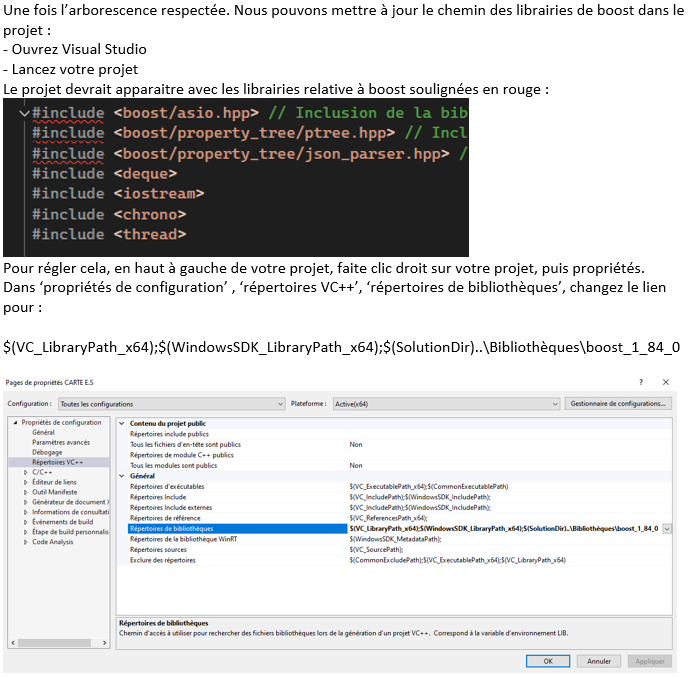 Une fois l’arborescence respectée. Nous pouvons mettre à jour le chemin des librairies de boost dans le
projet :
- Ouvrez Visual Studio
- Lancez votre projet
Le projet devrait apparaitre avec les librairies relative à boost soulignées en rouge :
#include <boost/asio.hpp> // Inclusion de la bib
#include <boost/property_tree/ptree.hpp> // Incl
#include <boost/property_tree/json_parser.hpp> /
#include <deque>
#include <iostream>
#include <chrono>
#include <thread>
Pour régler cela, en haut à gauche de votre projet, faite clic droit sur votre projet, puis propriétés.
Dans ‘propriétés de configuration’ , ‘répertoires VC++’, ‘répertoires de bibliothèques’, changez le lien
pour :
$(VC_LibraryPath_x64);$(WindowsSDK_LibraryPath_x64);$(SolutionDir)..\Bibliothèques\boost_1_84_0
Pages de propriétés CARTE E.S ? ×
Configuration : Toutes les configurations Plateforme : Active(x64) Gestionnaire de configurations...
Propriétés de configuration
Général
Paramètres avancés
Débogage
Répertoires VC++
C/C++
Éditeur de liens
Outil Manifeste
Générateur de document X
Informations de consultati
Événements de build
Étape de build personnalis
Code Analysis
Contenu du projet public
Répertoires include publics
Tous les fichiers d'en-tête sont publics Non
Répertoires de module C++ publics
Tous les modules sont publics Non
Général
Répertoires d'exécutables $(VC_ExecutablePath_x64);$(CommonExecutablePath)
Répertoires Include $(VC_IncludePath);$(WindowsSDK_IncludePath);
Répertoires Include externes $(VC_IncludePath);$(WindowsSDK_IncludePath);
Répertoires de référence $(VC_ReferencesPath_x64);
Répertoires de bibliothèques $(VC_LibraryPath_x64);$(WindowsSDK_LibraryPath_x64);$(SolutionDir)..\Bibliothèques\boost_1_84_0
Répertoires de la bibliothèque WinRT $(WindowsSDK_MetadataPath);
Répertoires sources $(VC_SourcePath);
Exclure des répertoires $(CommonExcludePath);$(VC_ExecutablePath_x64);$(VC_LibraryPath_x64)
Répertoires de bibliothèques
Chemin d'accès à utiliser pour rechercher des fichiers bibliothèques lors de la génération d'un projet VC++. Correspond à la variable d'environnement LIB.
OK Annuler Appliquer